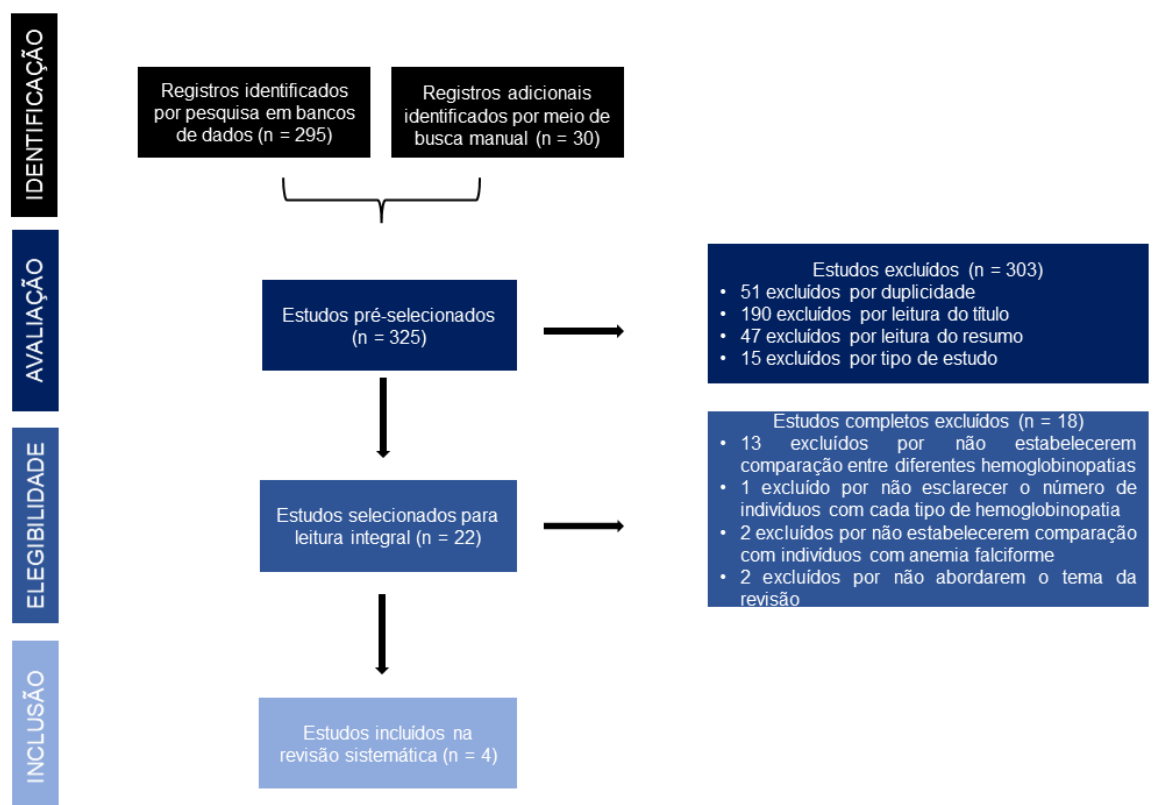 IDENTIFICAÇÃO
Registros identificados
por pesquisa em bancos
de dados (n = 295)
Registros adicionais
identificados por meio de
busca manual (n = 30)
AVALIAÇÃO
Estudos pré-selecionados
(n = 325)
Estudos excluídos (n = 303)
• 51 excluídos por duplicidade
• 190 excluídos por leitura do título
• 47 excluídos por leitura do resumo
• 15 excluídos por tipo de estudo
ELEGIBILIDADE
Estudos selecionados para
leitura integral (n = 22)
Estudos completos excluídos (n = 18)
• 13 excluídos por não estabelecerem
comparação entre diferentes hemoglobinopatias
• 1 excluído por não esclarecer o número de
indivíduos com cada tipo de hemoglobinopatia
• 2 excluídos por não estabelecerem comparação
com indivíduos com anemia falciforme
• 2 excluídos por não abordarem o tema da
revisão
INCLUSÃO
Estudos incluídos na
revisão sistemática (n = 4)